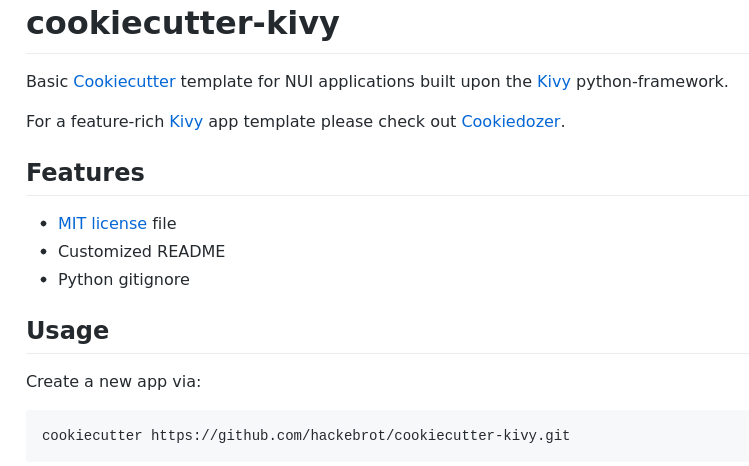 cookiecutter-kivy
Basic Cookiecutter template for NUI applications built upon the Kivy python-framework.
For a feature-rich Kivy app template please check out Cookiedozer.
Features
MIT license file
Customized README
Python gitignore
Usage
Create a new app via:
cookiecutter https://github.com/hackebrot/cookiecutter-kivy.git